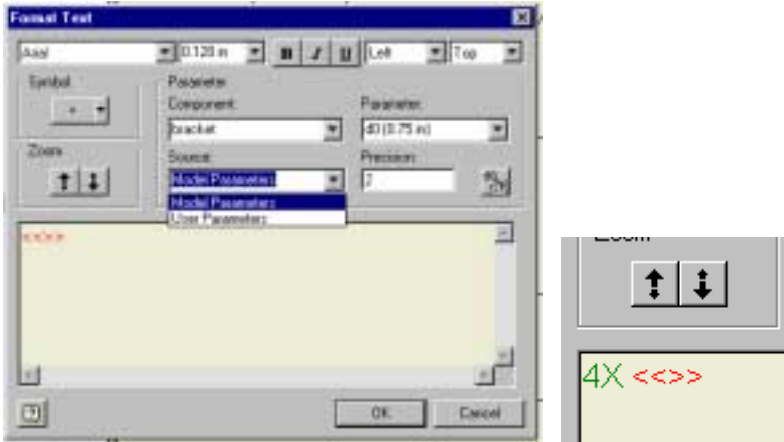 Format Text
Arial 0.120 in B I U Left Top
Symbol Parameter
Component: Parameter:
bracket d0 (0.75 in)
Zoom Source: Precision:
Model Parameters 2
Model Parameters
User Parameters
<<>>
OK Cancel
Zoom
4X <<>>